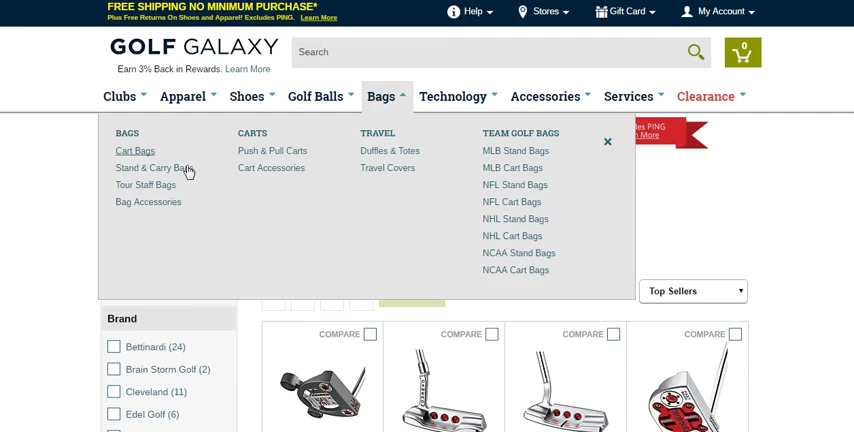 FREE SHIPPING NO MINIMUM PURCHASE*
Plus Free Returns On Shoes and Apparel! Excludes PING. Learn More
Help Stores Gift Card My Account
GOLF GALAXY
Earn 3% Back in Rewards. Learn More
Search
0
Clubs Apparel Shoes Golf Balls Bags Technology Accessories Services Clearance
BAGS
Cart Bags
Stand & Carry Bags
Tour Staff Bags
Bag Accessories
CARTS
Push & Pull Carts
Cart Accessories
TRAVEL
Duffles & Totes
Travel Covers
TEAM GOLF BAGS
MLB Stand Bags
MLB Cart Bags
NFL Stand Bags
NFL Cart Bags
NHL Stand Bags
NHL Cart Bags
NCAA Stand Bags
NCAA Cart Bags
PING
More
Top Sellers
Brand
Bettinardi (24)
Brain Storm Golf (2)
Cleveland (11)
Edel Golf (6)
COMPARE COMPARE COMPARE COMPARE